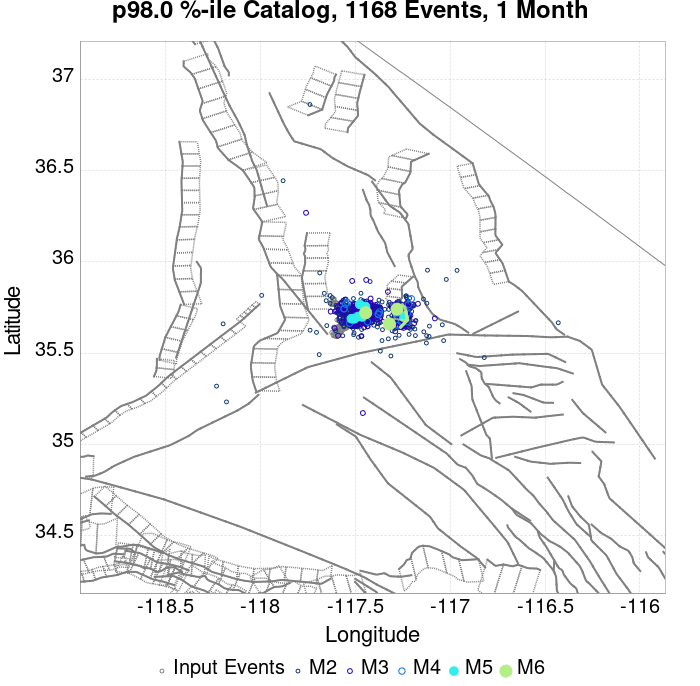 p98.0 %-ile Catalog, 1168 Events, 1 Month
37
36.5
36
35.5
35
34.5
Latitude
-118.5 -118 -117.5 -117 -116.5 -116
Longitude
Input Events M2 M3 M4 M5 M6